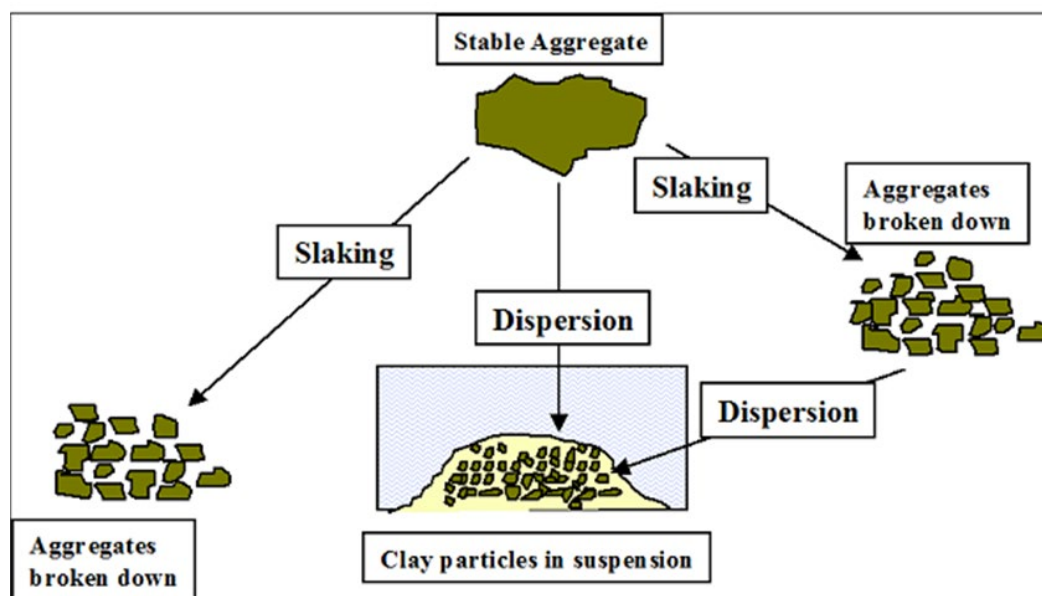 Stable Aggregate
Slaking
Aggregates
broken down
Slaking
Dispersion
Dispersion
Aggregates
broken down
Clay particles in suspension